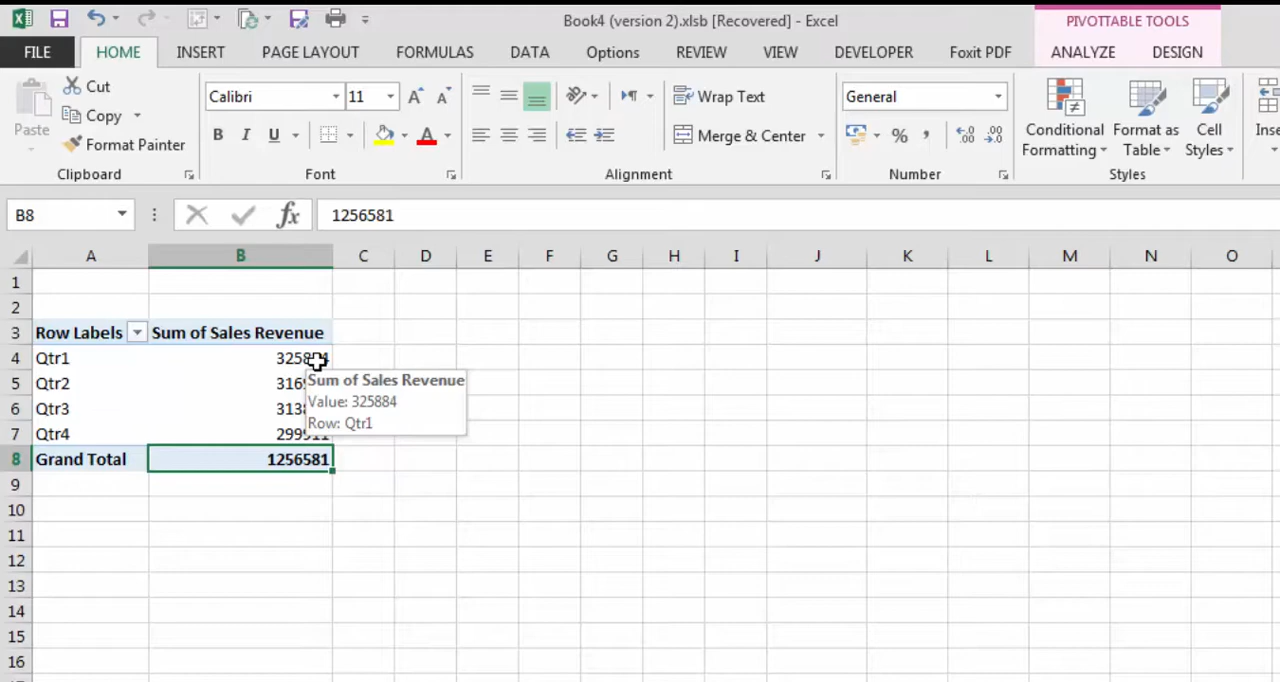 Book4 (version 2).xlsb [Recovered] - Excel
PIVOTTABLE TOOLS
FILE HOME INSERT PAGE LAYOUT FORMULAS DATA Options REVIEW VIEW DEVELOPER Foxit PDF ANALYZE DESIGN
Paste
Cut
Copy
Format Painter
Clipboard
Calibri 11
B I U A
Font
Wrap Text
Merge & Center
Alignment
General
%
Number
Conditional Formatting
Format as Table
Cell Styles
Styles
B8 fx 1256581
A B C D E F G H I J K L M N O
1
2
3 Row Labels Sum of Sales Revenue
4 Qtr1
5 Qtr2
6 Qtr3
7 Qtr4
8 Grand Total 1256581
9
10
11
12
13
14
15
16
Sum of Sales Revenue
Value: 325884
Row: Qtr1